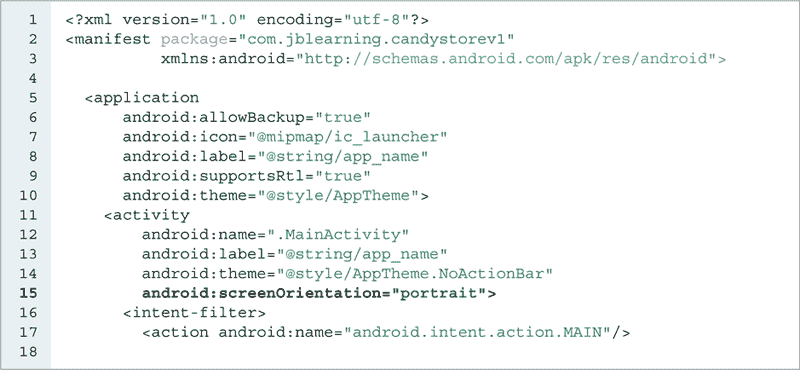 1 <?xml version="1.0" encoding="utf-8"?>
2 <manifest package="com.jblearning.candystorev1"
3 xmlns:android="http://schemas.android.com/apk/res/android">
4
5 <application
6 android:allowBackup="true"
7 android:icon="@mipmap/ic_launcher"
8 android:label="@string/app_name"
9 android:supportsRtl="true"
10 android:theme="@style/AppTheme">
11 <activity
12 android:name=".MainActivity"
13 android:label="@string/app_name"
14 android:theme="@style/AppTheme.NoActionBar"
15 android:screenOrientation="portrait">
16 <intent-filter>
17 <action android:name="android.intent.action.MAIN"/>
18